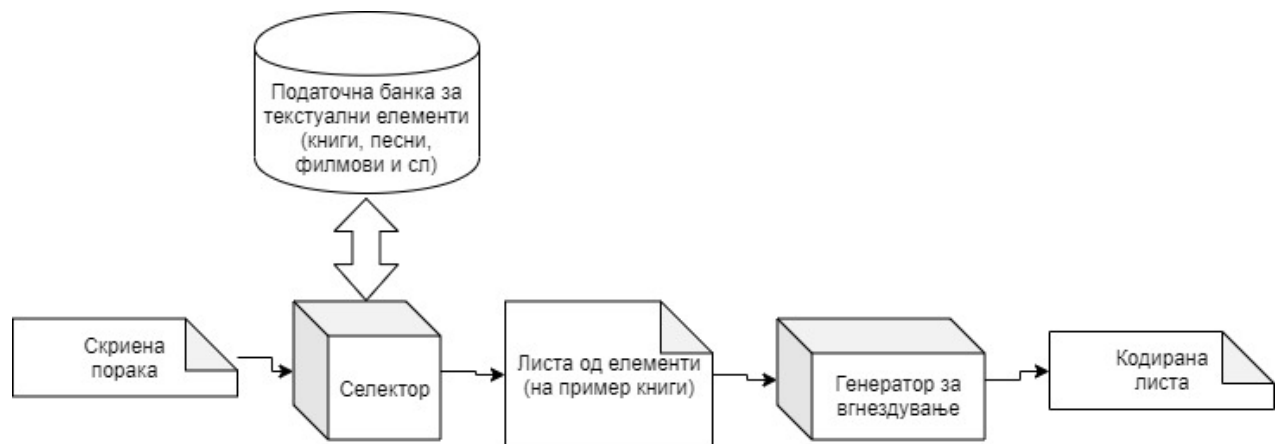 Податочна банка за
текстуални елементи
(книги, песни,
филмови и сл)
Скриена
порака
Селектор
Листа од елементи
(на пример книги)
Генератор за
вгнездување
Кодирана
листа